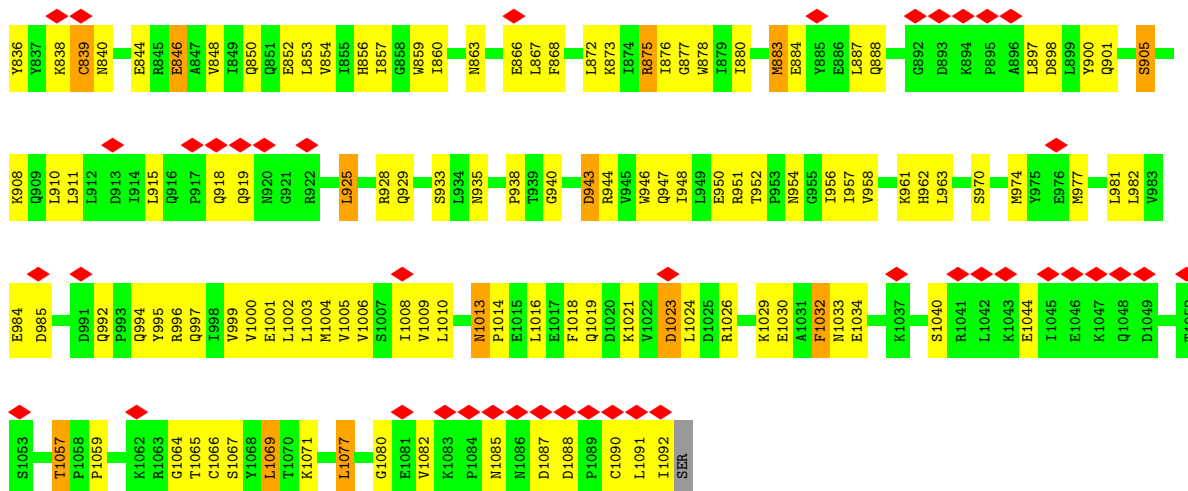 Y836 Y837 K838 C839 N840 E844 R845 E846 A847 V848 I849 Q850 Q851 E852 L853 V854 I855 H856 I857 G858 W859 I860 N863 E866 L867 F868 L872 K873 I874 R875 I876 G877 W878 I879 I880 M883 E884 Y885 E886 L887 Q888 G892 D893 K894 P895 A896 L897 D898 L899 Y900 Q901 S905
K908 Q909 L910 L911 L912 D913 I914 L915 Q916 P917 Q918 Q919 N920 G921 R922 L925 R928 Q929 S933 L934 N935 P938 T939 G940 D943 R944 V945 W946 Q947 I948 L949 E950 R951 T952 P953 N954 G955 I956 I957 V958 K961 H962 L963 S970 M974 Y975 E976 M977 L981 L982 V983
E984 D985 D991 Q992 P993 Q994 Y995 R996 Q997 I998 V999 V1000 E1001 L1002 L1003 M1004 V1005 V1006 S1007 I1008 V1009 L1010 N1013 P1014 E1015 L1016 E1017 F1018 Q1019 D1020 K1021 V1022 D1023 L1024 D1025 R1026 K1029 E1030 A1031 F1032 N1033 E1034 K1037 S1040 R1041 L1042 K1043 E1044 I1045 E1046 K1047 Q1048 D1049
S1053 T1057 P1058 P1059 K1062 R1063 G1064 T1065 C1066 S1067 Y1068 L1069 T1070 K1071 L1077 G1080 E1081 V1082 K1083 P1084 N1085 N1086 D1087 D1088 P1089 C1090 L1091 I1092 SER